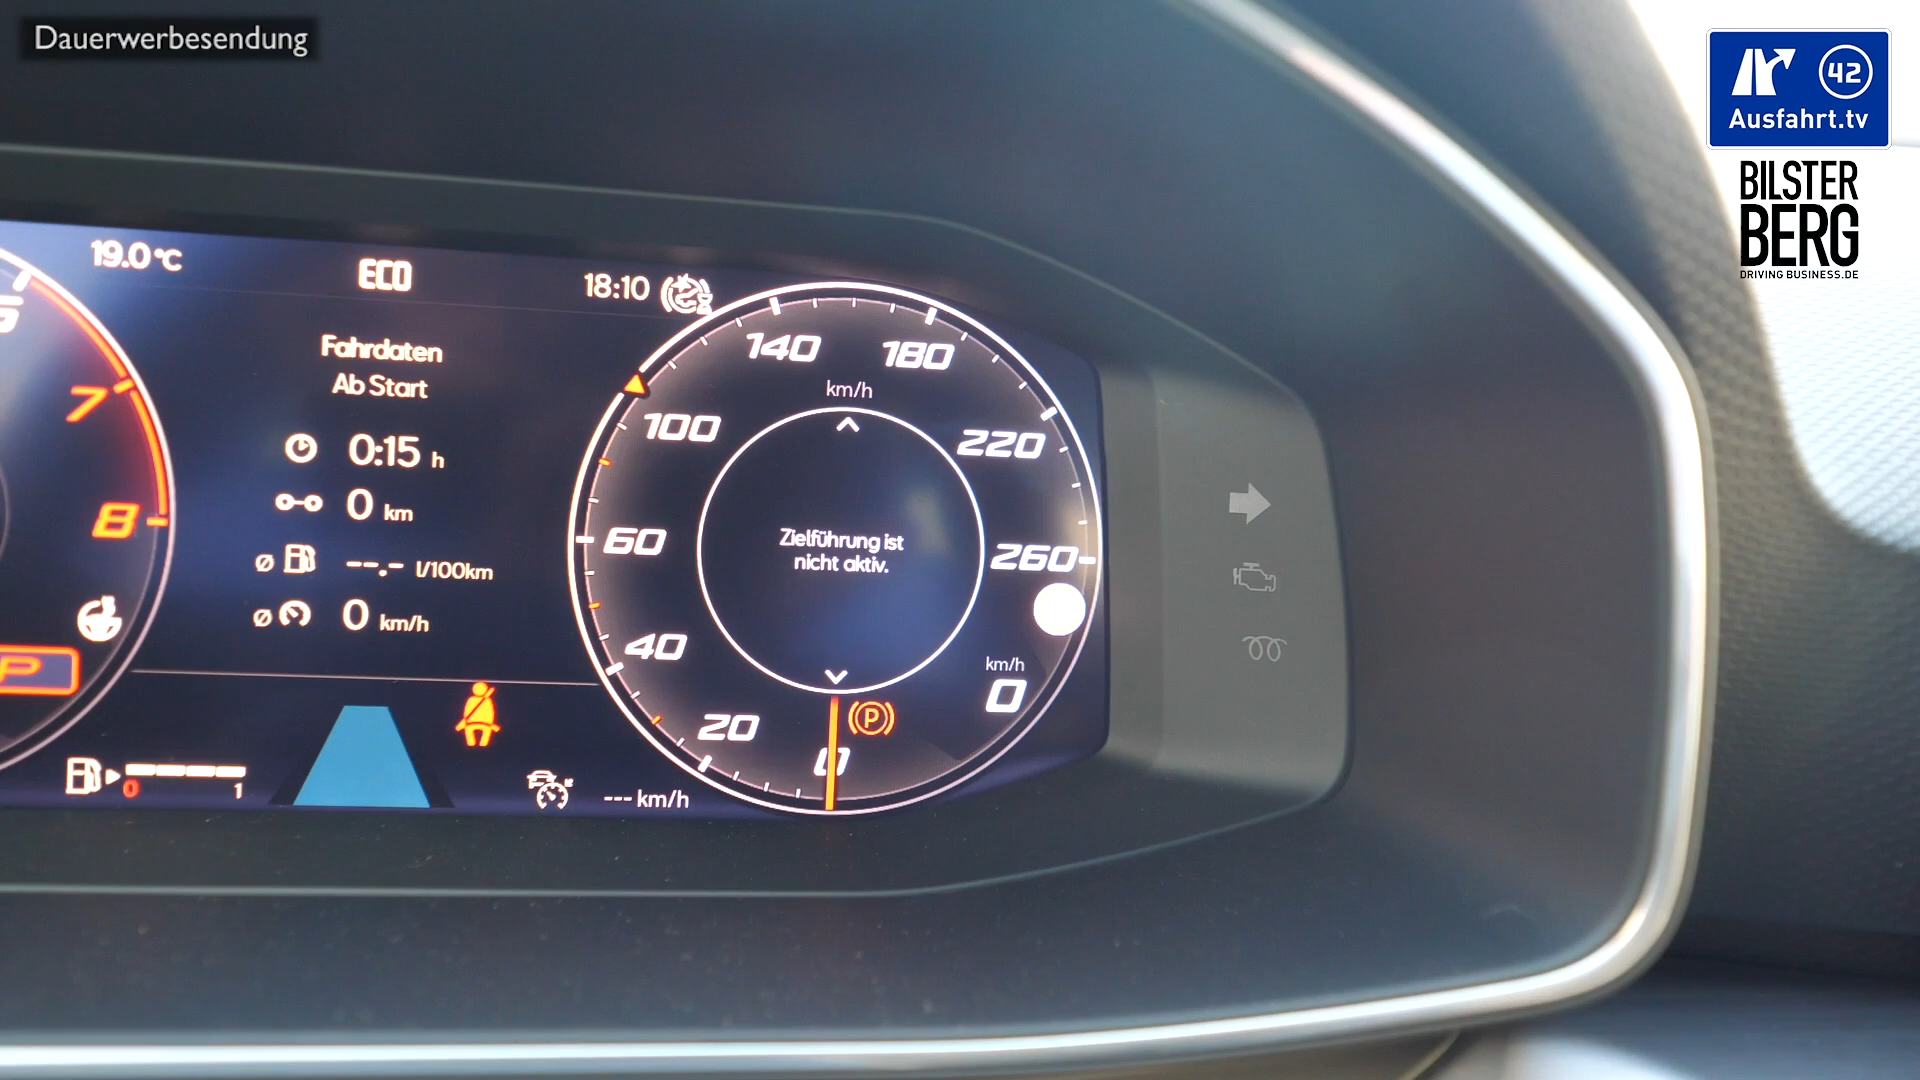 Dauerwerbesendung
42
Ausfahrt.tv
BILSTER
BERG
DRIVING BUSINESS.DE
19.0 °C
ECO
18:10
Fahrdaten
Ab Start
0:15 h
0 km
Ø --.- l/100km
Ø 0 km/h
7
8
P
0 1
--- km/h
140 180
km/h
100 220
60 260
40
20
0
Zielführung ist
nicht aktiv.
km/h
0
(P)